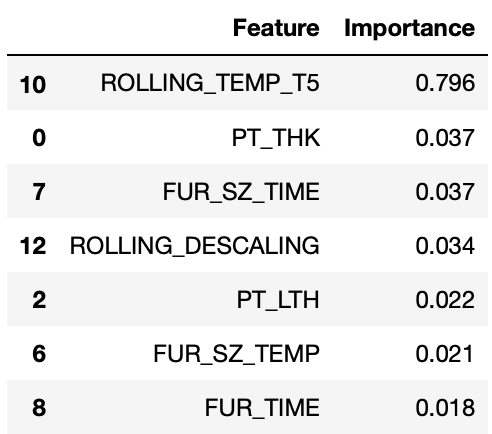 Feature Importance
10 ROLLING_TEMP_T5 0.796
0 PT_THK 0.037
7 FUR_SZ_TIME 0.037
12 ROLLING_DESCALING 0.034
2 PT_LTH 0.022
6 FUR_SZ_TEMP 0.021
8 FUR_TIME 0.018